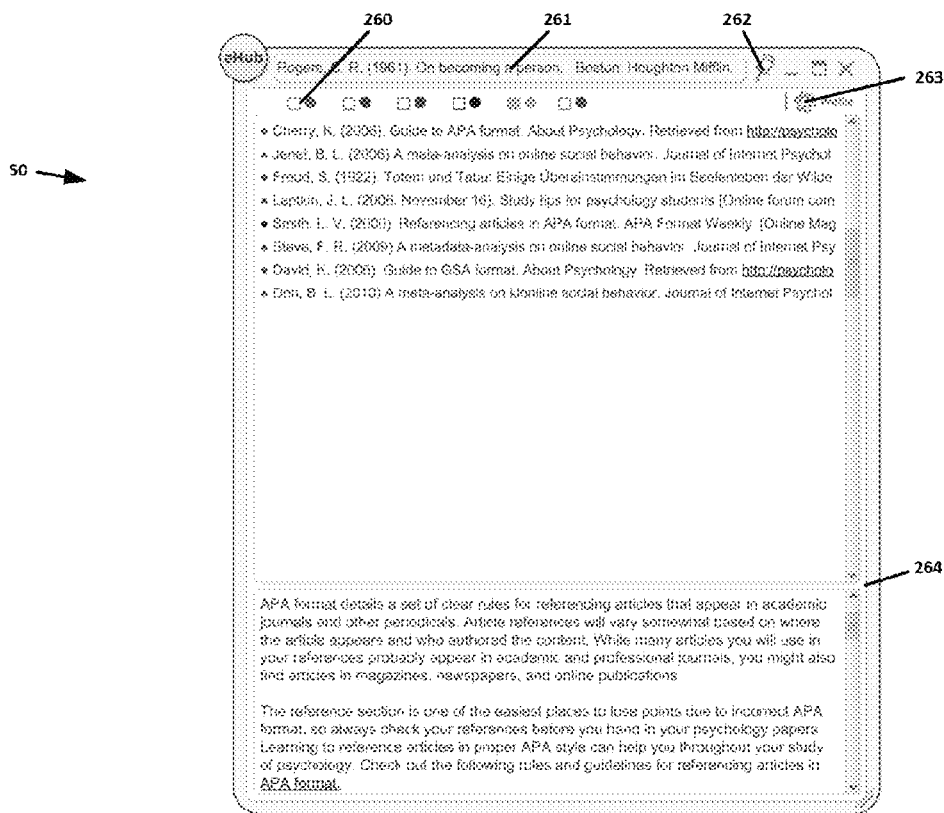 260 261 262
263
264
50
eHub
Rogers, C. R. (1961). On becoming a person. Boston: Houghton Mifflin.
Cherry, K. (2006). Guide to APA format. About Psychology. Retrieved from http://psycholo
Jenet, B. L. (2006) A meta-analysis on online social behavior. Journal of Internet Psychol
Freud, S. (1922). Totem und Tabu: Einige Übereinstimmungen im Seelenleben der Wilde
J. L. (2006, November 16). Study tips for psychology students [Online forum com
Smith, L. V. (2000). Referencing articles in APA format. APA Format Weekly. [Online Mag
Steve, F. R. (2009) A metadata-analysis on online social behavior. Journal of Internet Psy
David, K. (2006). Guide to GSA format. About Psychology. Retrieved from http://psycholo
Don, B. L. (2010) A meta-analysis on online social behavior. Journal of Internet Psychol
APA format details a set of clear rules for referencing articles that appear in academic
journals and other periodicals. Article references will vary somewhat based on where
the article appears and who authored the content. While many articles you will use in
your references probably appear in academic and professional journals, you might also
find articles in magazines, newspapers, and online publications.
The reference section is one of the easiest places to lose points due to incorrect APA
format, so always check your references before you hand in your psychology papers.
Learning to reference articles in proper APA style can help you throughout your study
of psychology. Check out the following rules and guidelines for referencing articles in
APA format.